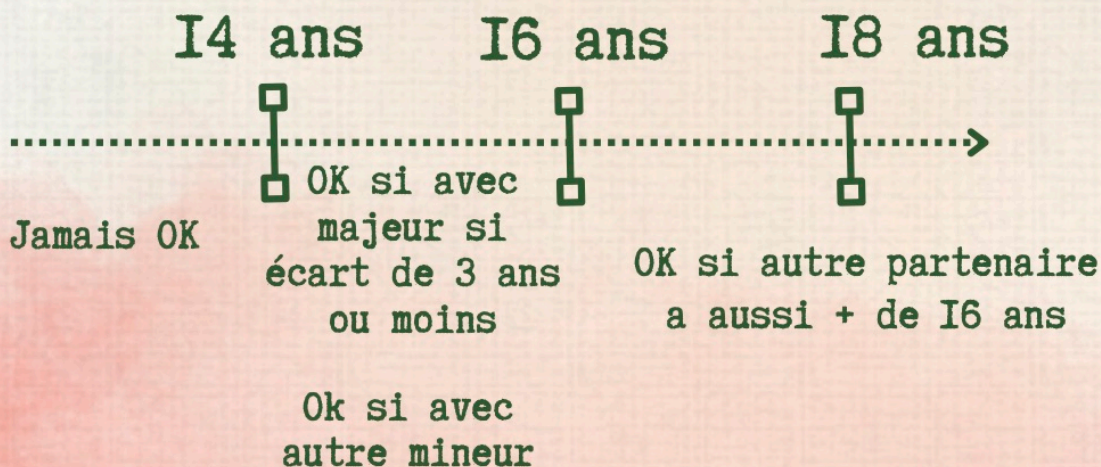 I4 ans
I6 ans
I8 ans
Jamais OK
OK si avec
majeur si
écart de 3 ans
ou moins
Ok si avec
autre mineur
OK si autre partenaire
a aussi + de I6 ans